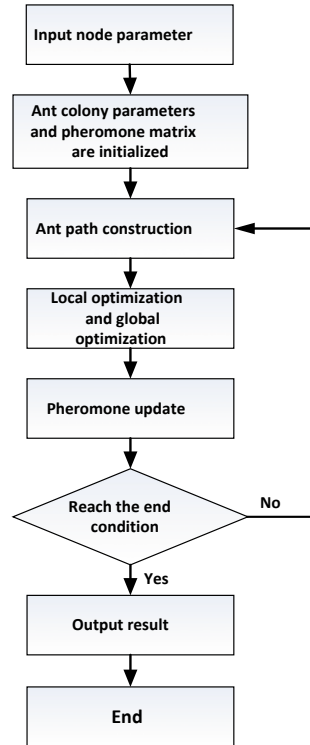 Input node parameter
Ant colony parameters
and pheromone matrix
are initialized
Ant path construction
Local optimization
and global
optimization
Pheromone update
Reach the end
condition
No
Yes
Output result
End